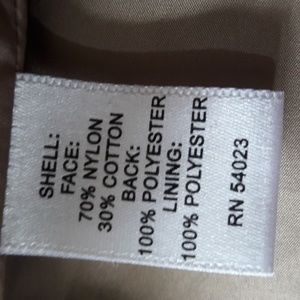 SHELL:
FACE:
70% NYLON
30% COTTON
BACK:
100% POLYESTER
LINING:
100% POLYESTER
RN 54023